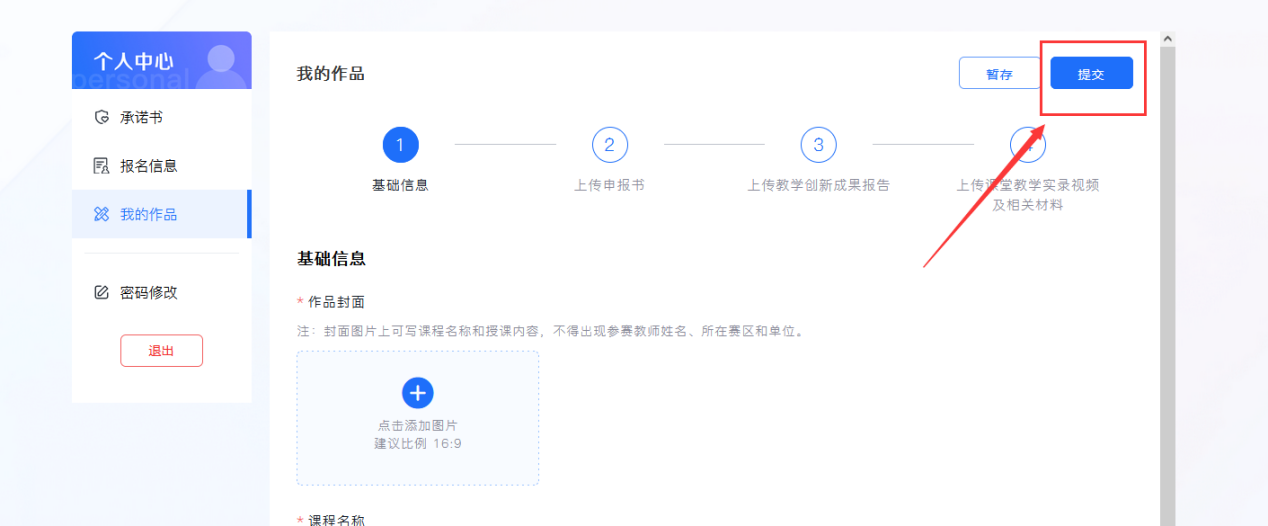 个人中心
personal
承诺书
报名信息
我的作品
密码修改
退出
我的作品
暂存
提交
1
2
3
4
基础信息
上传申报书
上传教学创新成果报告
上传课堂教学实录视频
及相关材料
基础信息
* 作品封面
注：封面图片上可写课程名称和授课内容，不得出现参赛教师姓名、所在赛区和单位。
点击添加图片
建议比例 16:9
* 课程名称